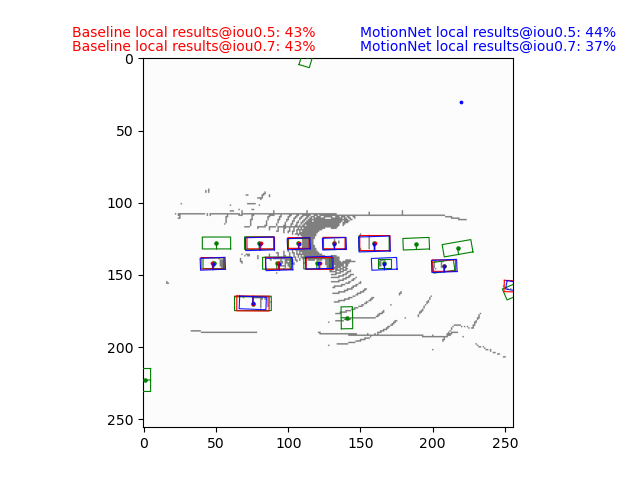 Baseline local results@iou0.5: 43% MotionNet local results@iou0.5: 44%
Baseline local results@iou0.7: 43% MotionNet local results@iou0.7: 37%
0
50
100
150
200
250
0 50 100 150 200 250